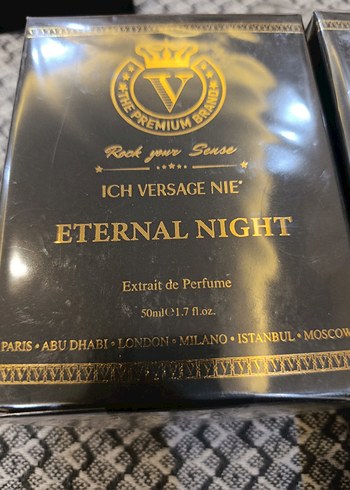 V
★ THE PREMIUM BRAND ★
Rock your Sense
ICH VERSAGE NIE*
ETERNAL NIGHT
Extrait de Perfume
50ml℮1.7 fl.oz.
PARIS • ABU DHABI • LONDON • MILANO • ISTANBUL • MOSCOW